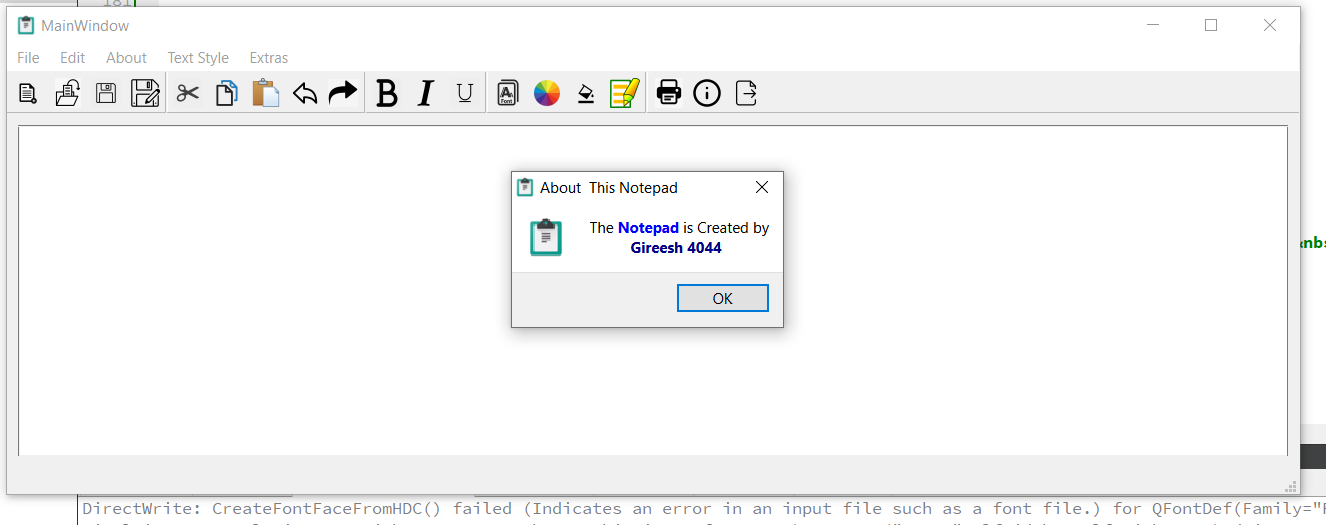 181
MainWindow
File Edit About Text Style Extras
B I U A
Font
About This Notepad
The Notepad is Created by
Gireesh 4044
OK
&nbs
DirectWrite: CreateFontFaceFromHDC() failed (Indicates an error in an input file such as a font file.) for QFontDef(Family="